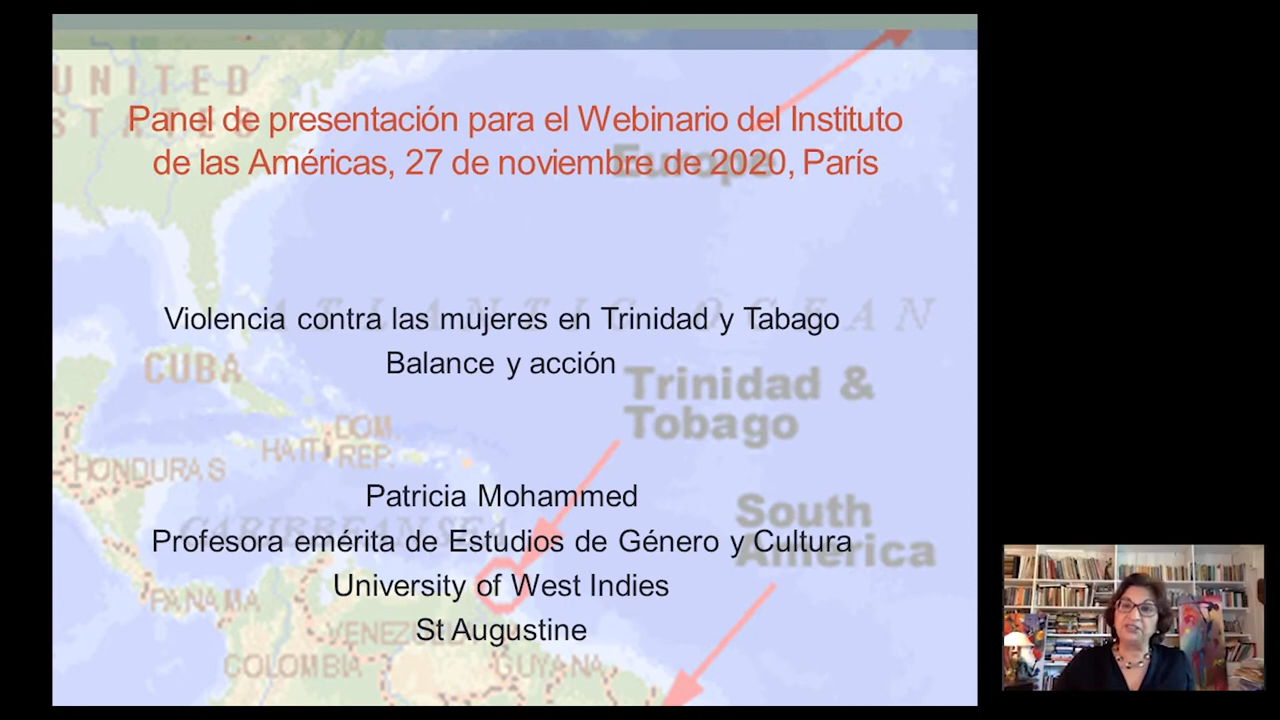 UNITED
STATES
Panel de presentación para el Webinario del Instituto
de las Américas, 27 de noviembre de 2020, París
Europe
ATLANTIC OCEAN
Violencia contra las mujeres en Trinidad y Tabago
Balance y acción
CUBA
Trinidad &
Tobago
DOM.
HAITI REP.
HONDURAS
Patricia Mohammed
South
America
CARIBBEAN SEA
Profesora emérita de Estudios de Género y Cultura
University of West Indies
PANAMA
St Augustine
VENEZUELA
COLOMBIA
GUYANA